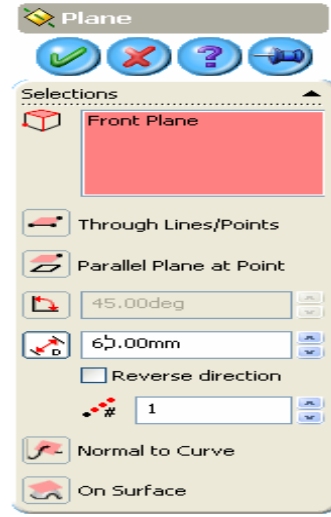 Plane
Selections
Front Plane
Through Lines/Points
Parallel Plane at Point
45.00deg
D
Reverse direction
# 1
Normal to Curve
On Surface